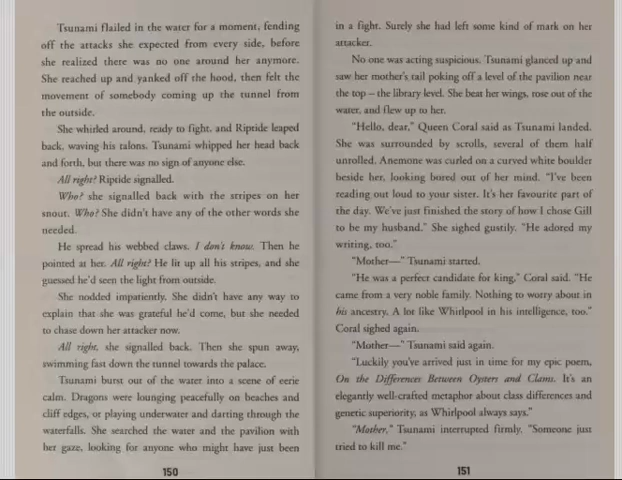 Tsunami flailed in the water for a moment, fending
off the attacks she expected from every side, before
she realized there was no one around her anymore.
She reached up and yanked off the hood, then felt the
movement of somebody coming up the tunnel from
the outside.
She whirled around, ready to fight, and Riptide leaped
back, waving his talons. Tsunami whipped her head back
and forth, but there was no sign of anyone else.
All right? Riptide signalled.
Who? she signalled back with the stripes on her
snout. Who? She didn't have any of the other words she
needed.
He spread his webbed claws. I don't know. Then he
pointed at her. All right? He lit up all his stripes, and she
guessed he'd seen the light from outside.
She nodded impatiently. She didn't have any way to
explain that she was grateful he'd come, but she needed
to chase down her attacker now.
All right, she signalled back. Then she spun away,
swimming fast down the tunnel towards the palace.
Tsunami burst out of the water into a scene of eerie
calm. Dragons were lounging peacefully on beaches and
cliff edges, or playing underwater and darting through the
waterfalls. She searched the water and the pavilion with
her gaze, looking for anyone who might have just been
150
in a fight. Surely she had left some kind of mark on her
attacker.
No one was acting suspicious. Tsunami glanced up and
saw her mother's tail poking off a level of the pavilion near
the top – the library level. She beat her wings, rose out of the
water, and flew up to her.
"Hello, dear," Queen Coral said as Tsunami landed.
She was surrounded by scrolls, several of them half
unrolled. Anemone was curled on a curved white boulder
beside her, looking bored out of her mind. "I've been
reading out loud to your sister. It's her favourite part of
the day. We've just finished the story of how I chose Gill
to be my husband." She sighed gustily. "He adored my
writing, too."
"Mother—" Tsunami started.
"He was a perfect candidate for king," Coral said. "He
came from a very noble family. Nothing to worry about in
his ancestry. A lot like Whirlpool in his intelligence, too."
Coral sighed again.
"Mother—" Tsunami said again.
"Luckily you've arrived just in time for my epic poem,
On the Differences Between Oysters and Clams. It's an
elegantly well-crafted metaphor about class differences and
genetic superiority, as Whirlpool always says."
"Mother," Tsunami interrupted firmly. "Someone just
tried to kill me."
151